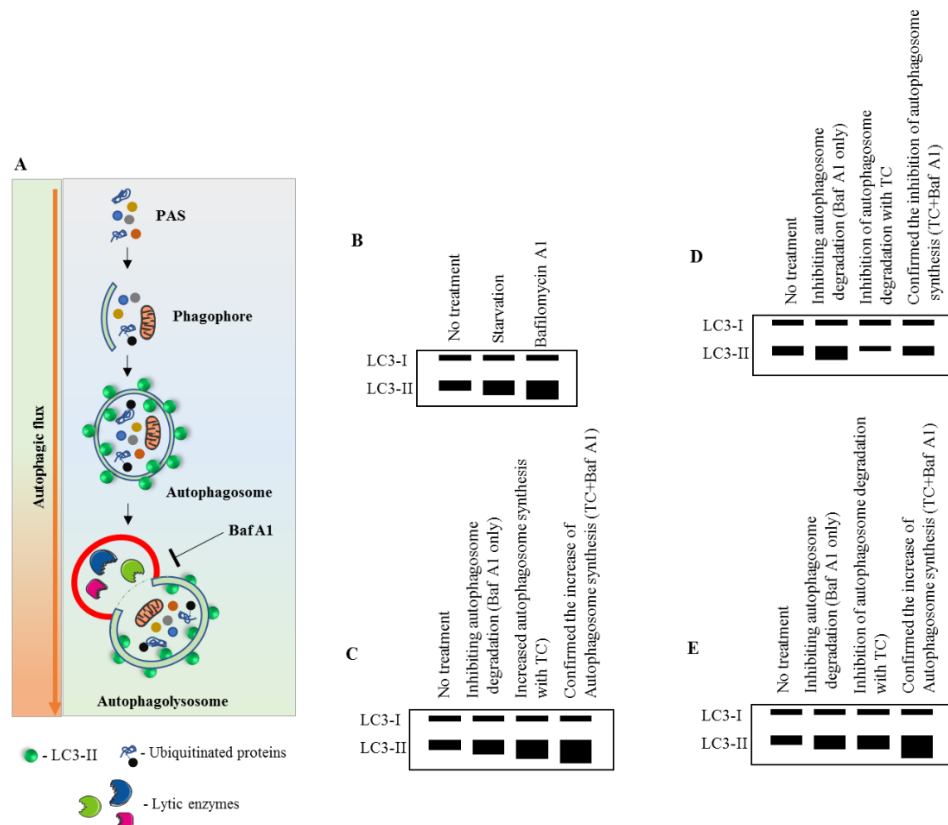 A
Autophagic flux
PAS
Phagophore
Autophagosome
Baf A1
Autophagolysosome
- LC3-II
- Ubiquitinated proteins
- Lytic enzymes
B
No treatment
Starvation
Bafilomycin A1
LC3-I
LC3-II
C
No treatment
Inhibiting autophagosome
degradation (Baf A1 only)
Increased autophagosome synthesis
with TC)
Confirmed the increase of
Autophagosome synthesis (TC+Baf A1)
LC3-I
LC3-II
D
No treatment
Inhibiting autophagosome
degradation (Baf A1 only)
Inhibition of autophagosome
degradation with TC
Confirmed the inhibition of autophagosome
synthesis (TC+Baf A1)
LC3-I
LC3-II
E
No treatment
Inhibiting autophagosome
degradation (Baf A1 only)
Inhibition of autophagosome degradation
with TC)
Confirmed the increase of
Autophagosome synthesis (TC+Baf A1)
LC3-I
LC3-II